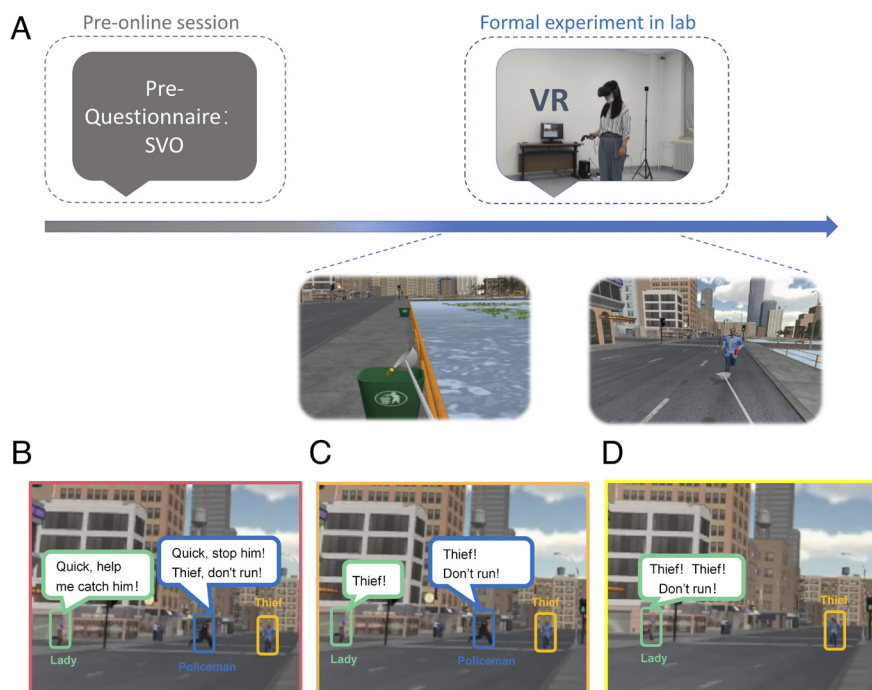 A
Pre-online session
Formal experiment in lab
Pre-
Questionnaire:
SVO
VR
B
C
D
Quick, help
me catch him!
Quick, stop him!
Thief, don't run!
Thief
Lady
Policeman
Thief!
Thief!
Don't run!
Thief
Lady
Policeman
Thief! Thief!
Don't run!
Thief
Lady